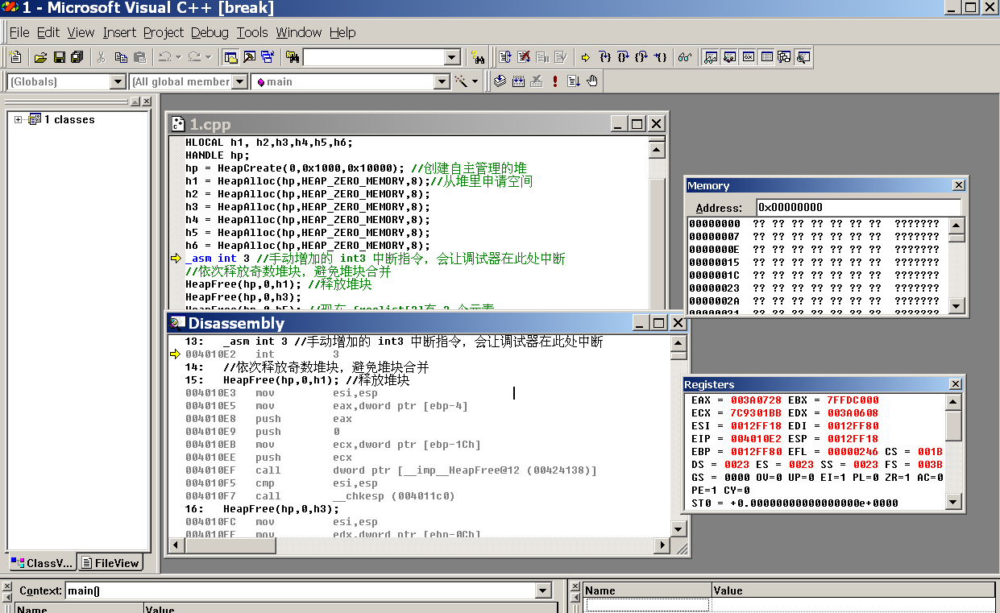 1 - Microsoft Visual C++ [break]
File Edit View Insert Project Debug Tools Window Help
(Globals) (All global member main
1 classes
1.cpp
HLOCAL h1, h2,h3,h4,h5,h6;
HANDLE hp;
hp = HeapCreate(0,0x1000,0x10000); //创建自主管理的堆
h1 = HeapAlloc(hp,HEAP_ZERO_MEMORY,8);//从堆里申请空间
h2 = HeapAlloc(hp,HEAP_ZERO_MEMORY,8);
h3 = HeapAlloc(hp,HEAP_ZERO_MEMORY,8);
h4 = HeapAlloc(hp,HEAP_ZERO_MEMORY,8);
h5 = HeapAlloc(hp,HEAP_ZERO_MEMORY,8);
h6 = HeapAlloc(hp,HEAP_ZERO_MEMORY,8);
_asm int 3 //手动增加的 int3 中断指令，会让调试器在此处中断
//依次释放奇数堆块，避免堆块合并
HeapFree(hp,0,h1); //释放堆块
HeapFree(hp,0,h3);
HeapFree(hp,0,h5); //现在 freelist[2]有 3 个元素
Disassembly
13: _asm int 3 //手动增加的 int3 中断指令，会让调试器在此处中断
004010E2 int 3
14: //依次释放奇数堆块，避免堆块合并
15: HeapFree(hp,0,h1); //释放堆块
004010E3 mov esi,esp
004010E5 mov eax,dword ptr [ebp-4]
004010E8 push eax
004010E9 push 0
004010EB mov ecx,dword ptr [ebp-1Ch]
004010EE push ecx
004010EF call dword ptr [__imp__HeapFree@12 (00424138)]
004010F5 cmp esi,esp
004010F7 call __chkesp (004011c0)
16: HeapFree(hp,0,h3);
004010FC mov esi,esp
004010FE mov edx,dword ptr [ebp-0Ch]
Memory
Address: 0x00000000
00000000 ?? ?? ?? ?? ?? ?? ?? ???????
00000007 ?? ?? ?? ?? ?? ?? ?? ???????
0000000E ?? ?? ?? ?? ?? ?? ?? ???????
00000015 ?? ?? ?? ?? ?? ?? ?? ???????
0000001C ?? ?? ?? ?? ?? ?? ?? ???????
00000023 ?? ?? ?? ?? ?? ?? ?? ???????
0000002A ?? ?? ?? ?? ?? ?? ?? ???????
00000031 ?? ?? ?? ?? ?? ?? ?? ???????
Registers
EAX = 003A0728 EBX = 7FFDC000
ECX = 7C9301BB EDX = 003A0608
ESI = 0012FF18 EDI = 0012FF80
EIP = 004010E2 ESP = 0012FF18
EBP = 0012FF80 EFL = 00000246 CS = 001B
DS = 0023 ES = 0023 SS = 0023 FS = 003B
GS = 0000 OV=0 UP=0 EI=1 PL=0 ZR=1 AC=0
PE=1 CY=0
ST0 = +0.00000000000000000e+0000
ClassV... FileView
Context: main()
Name Value
Name Value